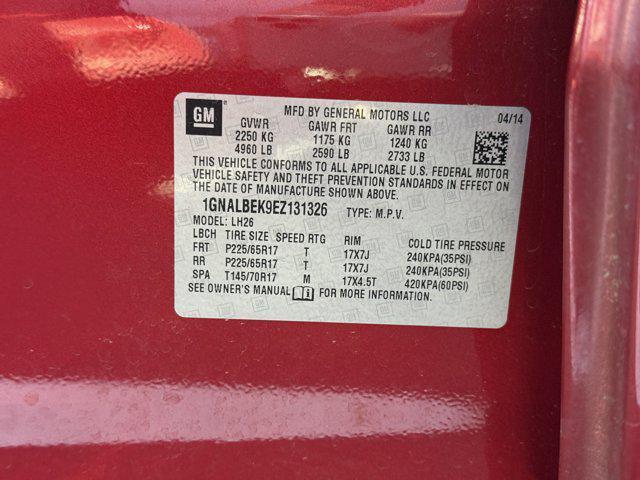 GM
MFD BY GENERAL MOTORS LLC 04/14
GVWR GAWR FRT GAWR RR
2250 KG 1175 KG 1240 KG
4960 LB 2590 LB 2733 LB
THIS VEHICLE CONFORMS TO ALL APPLICABLE U.S. FEDERAL MOTOR
VEHICLE SAFETY AND THEFT PREVENTION STANDARDS IN EFFECT ON
THE DATE OF MANUFACTURE SHOWN ABOVE.
1GNALBEK9EZ131326 TYPE: M.P.V.
MODEL: LH26
LBCH TIRE SIZE SPEED RTG RIM COLD TIRE PRESSURE
FRT P225/65R17 T 17X7J 240KPA(35PSI)
RR P225/65R17 T 17X7J 240KPA(35PSI)
SPA T145/70R17 M 17X4.5T 420KPA(60PSI)
SEE OWNER'S MANUAL FOR MORE INFORMATION.